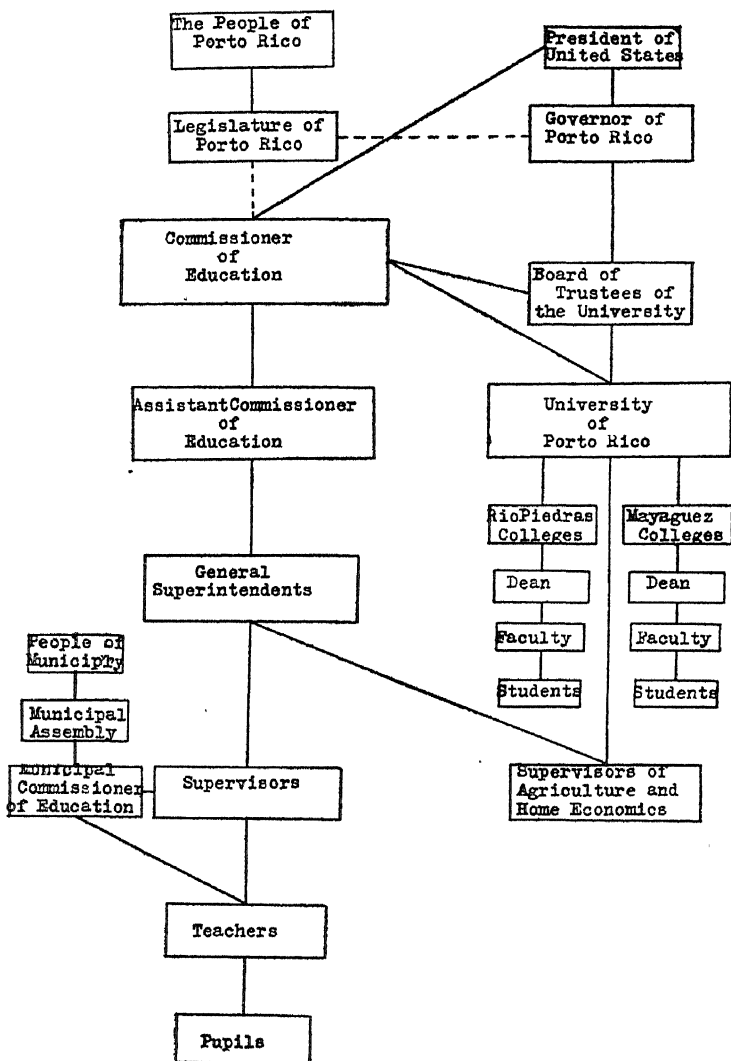 The People of
Porto Rico
President of
United States
Legislature of
Porto Rico
Governor of
Porto Rico
Commissioner
of
Education
Board of
Trustees of
the University
AssistantCommissioner
of
Education
University
of
Porto Rico
RioPiedras
Colleges
Mayaguez
Colleges
General
Superintendents
Dean
Dean
Faculty
Faculty
Students
Students
People of
Municipty
Municipal
Assembly
Municipal
Commissioner
of Education
Supervisors
Supervisors of
Agriculture and
Home Economics
Teachers
Pupils